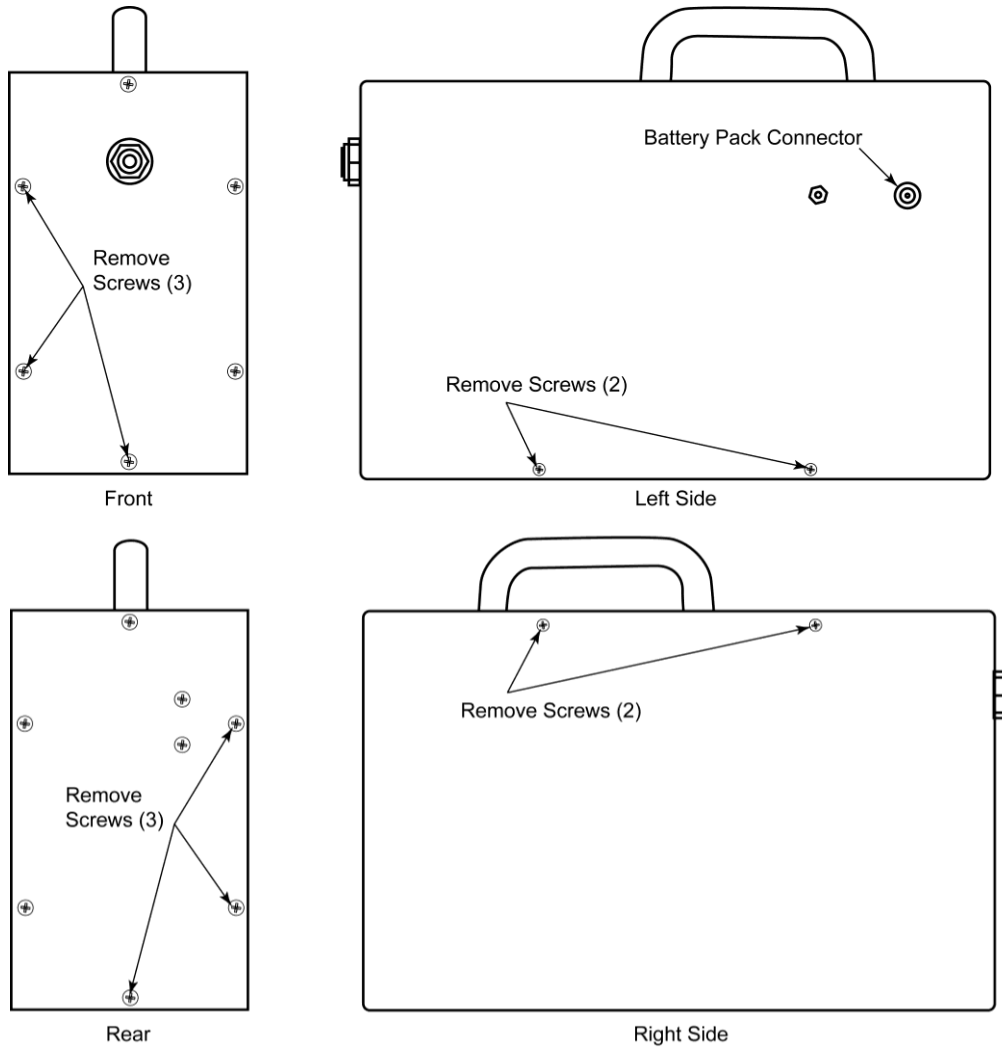 Battery Pack Connector
Remove
Screws (3)
Remove Screws (2)
Front
Left Side
Remove Screws (2)
Remove
Screws (3)
Rear
Right Side